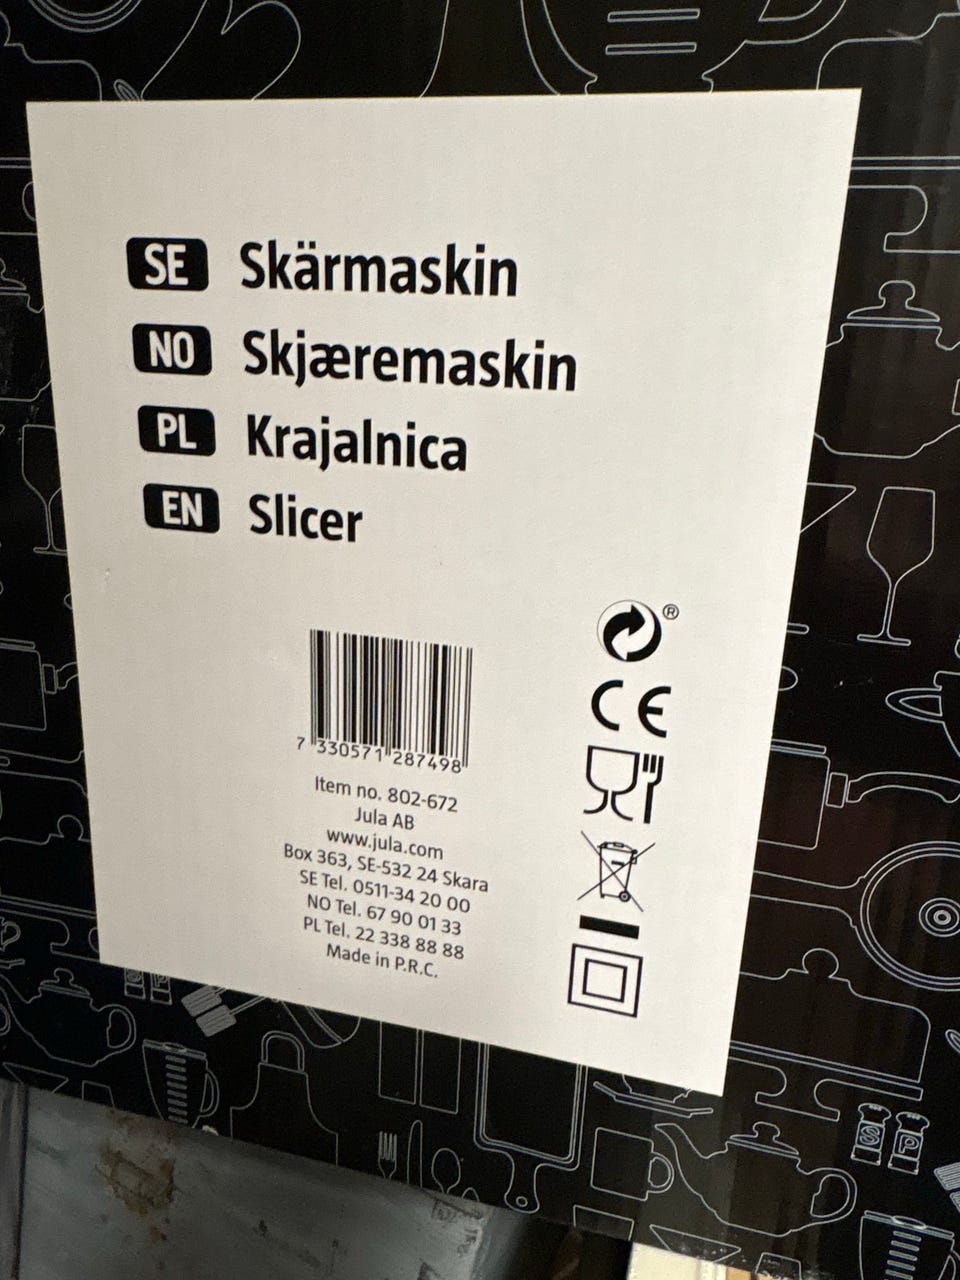 SE Skärmaskin
NO Skjæremaskin
PL Krajalnica
EN Slicer
®
CE
7 330571 287498
Item no. 802-672
Jula AB
www.jula.com
Box 363, SE-532 24 Skara
SE Tel. 0511-34 20 00
NO Tel. 67 90 01 33
PL Tel. 22 338 88 88
Made in P.R.C.
S P